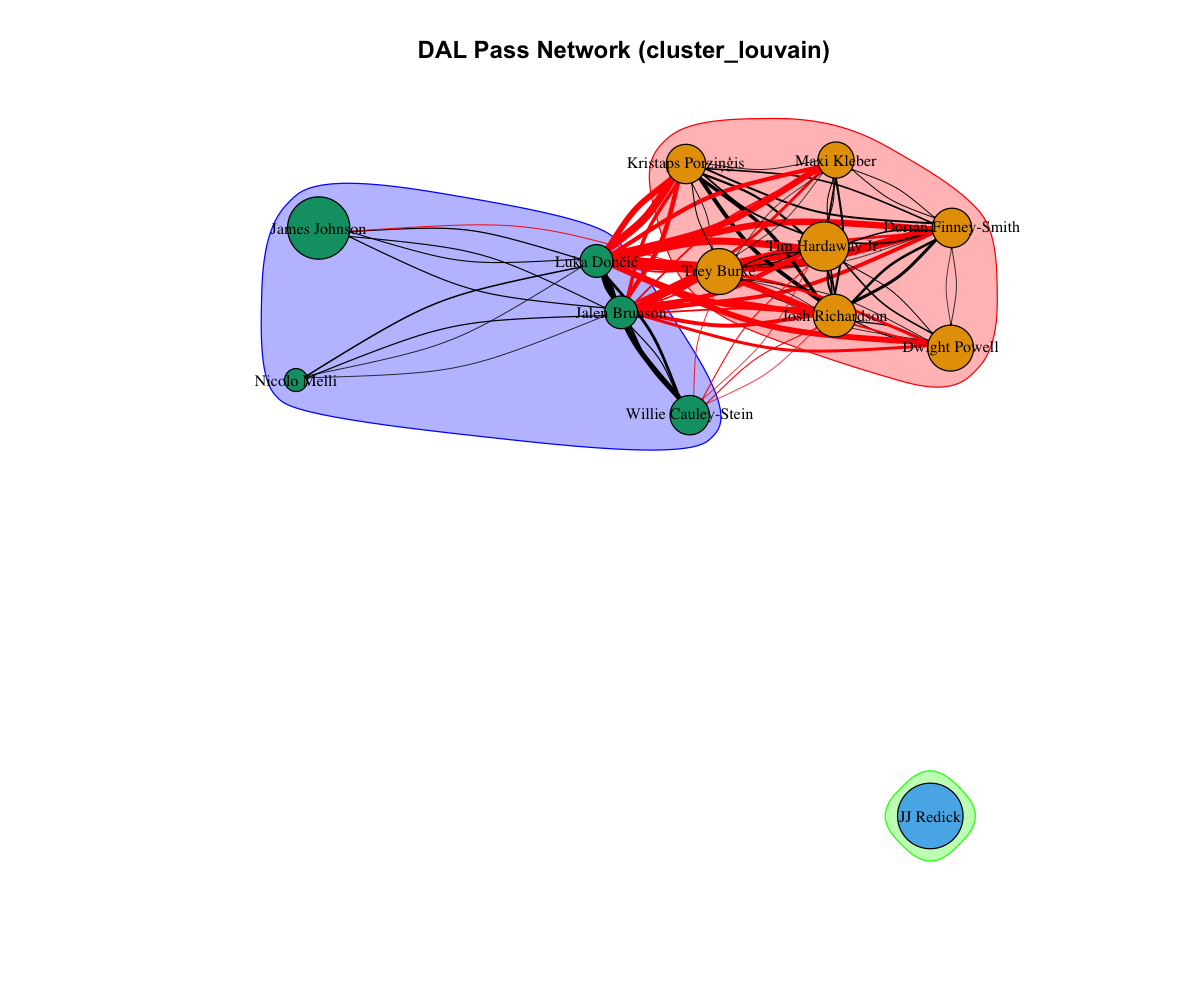 DAL Pass Network (cluster_louvain)
Kristaps Porziņģis
Maxi Kleber
James Johnson
Dorian Finney-Smith
Luka Dončić
Tim Hardaway Jr.
Trey Burke
Jalen Brunson
Josh Richardson
Dwight Powell
Nicolo Melli
Willie Cauley-Stein
JJ Redick